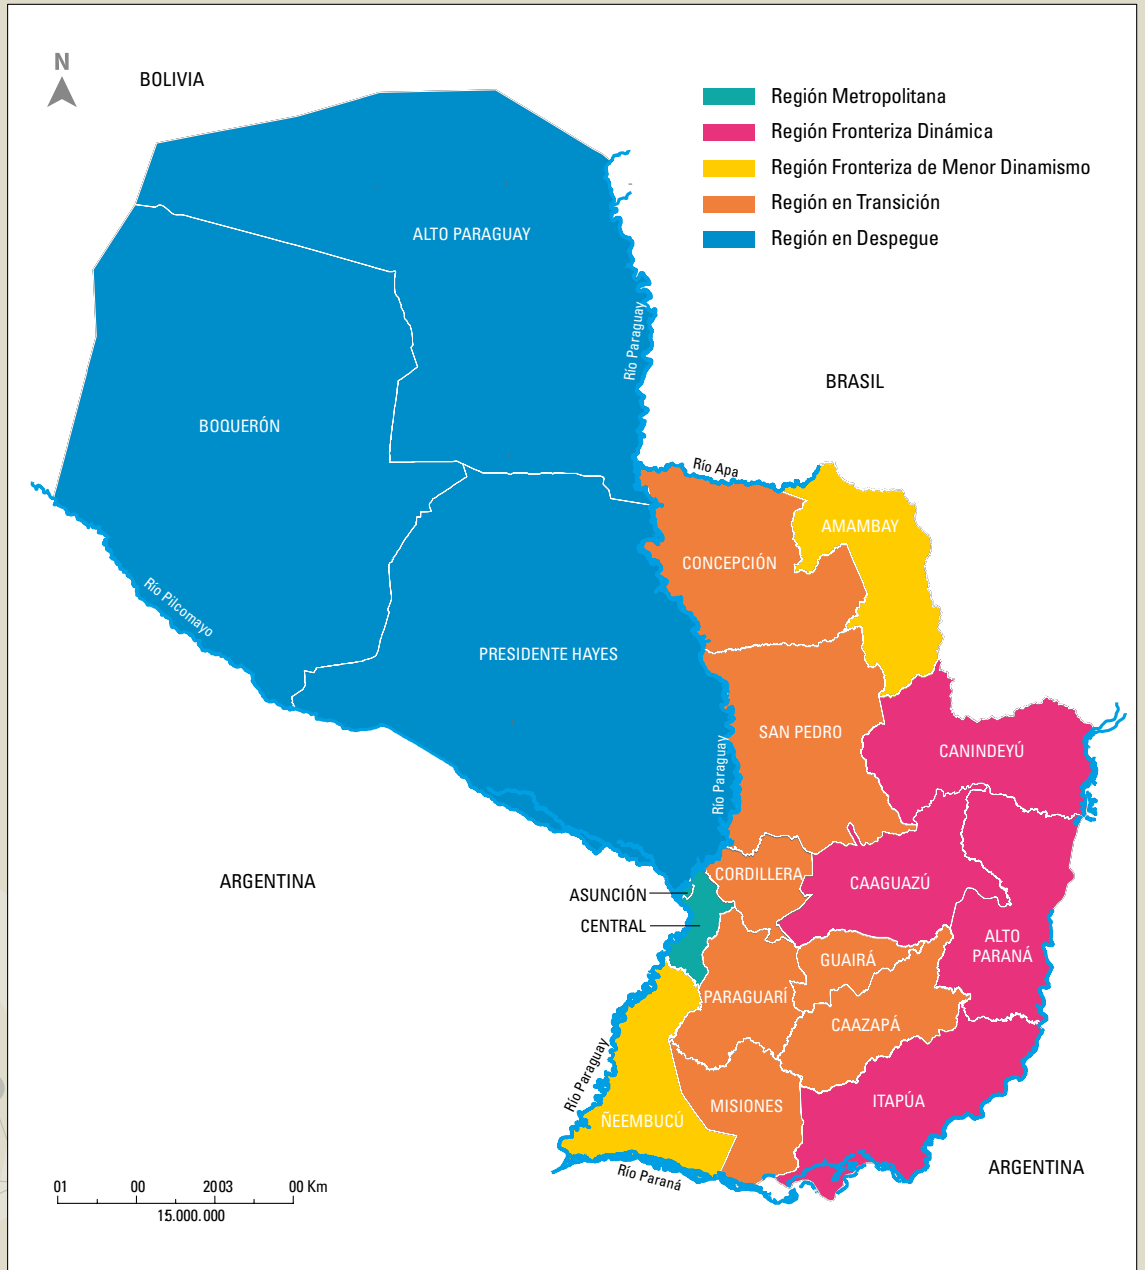 N
BOLIVIA
Región Metropolitana
Región Fronteriza Dinámica
Región Fronteriza de Menor Dinamismo
Región en Transición
Región en Despegue
ALTO PARAGUAY
Río Paraguay
BRASIL
BOQUERÓN
Río Apa
AMAMBAY
CONCEPCIÓN
Río Pilcomayo
PRESIDENTE HAYES
SAN PEDRO
CANINDEYÚ
Río Paraguay
ARGENTINA
CORDILLERA
CAAGUAZÚ
ASUNCIÓN
CENTRAL
ALTO
PARANÁ
GUAIRÁ
PARAGUARÍ
CAAZAPÁ
Río Paraguay
ITAPÚA
MISIONES
ÑEEMBUCÚ
Río Paraná
ARGENTINA
01 00 2003 00 Km
15.000.000